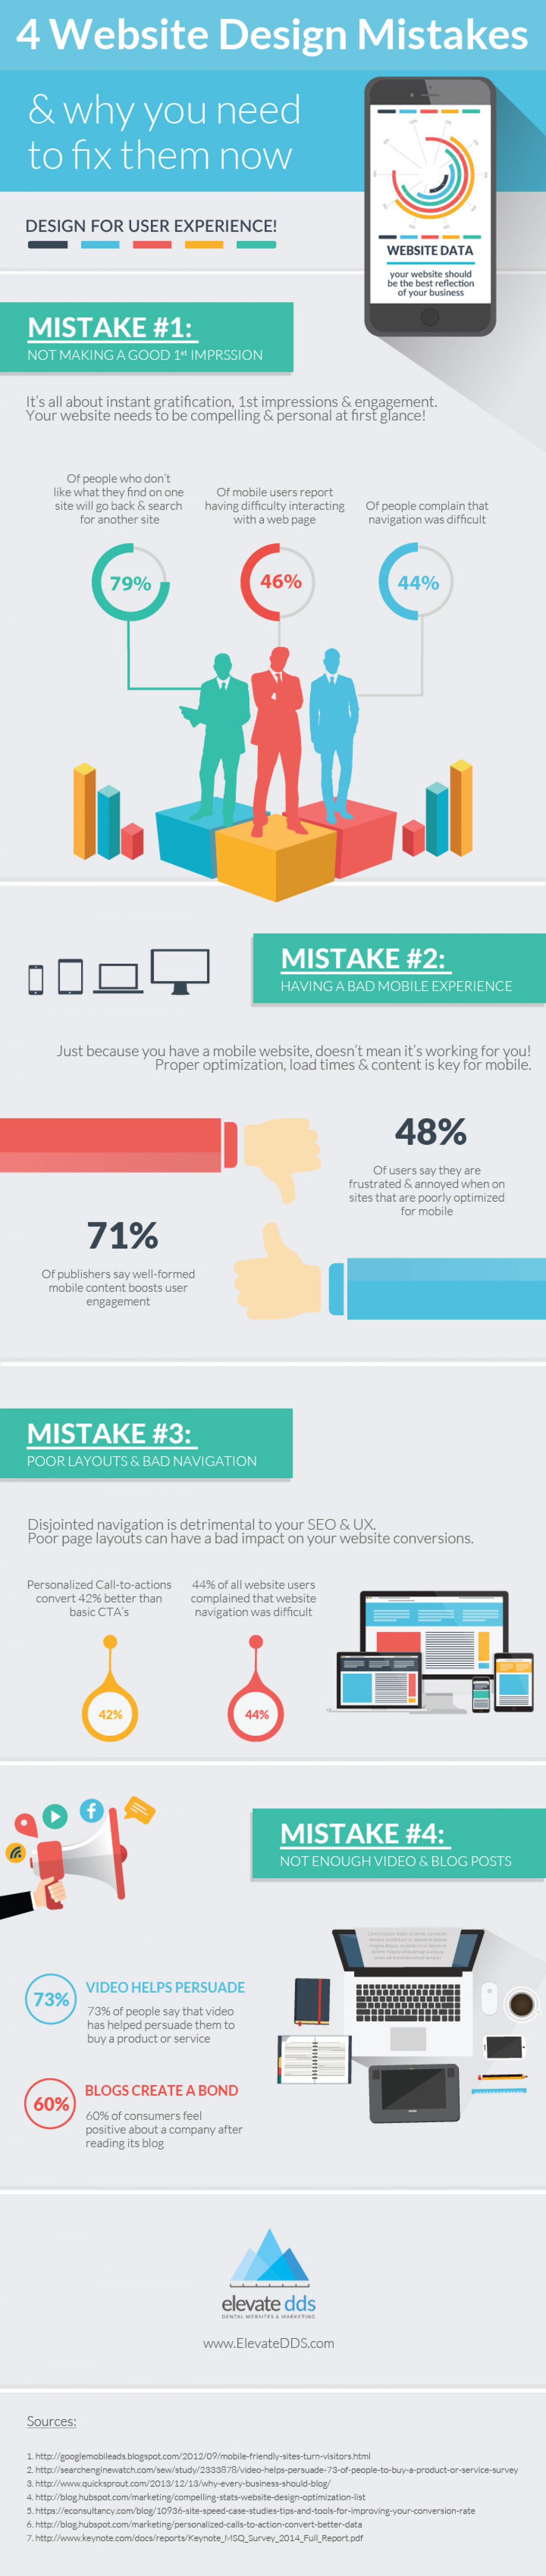 4 Website Design Mistakes
& why you need
to fix them now
DESIGN FOR USER EXPERIENCE!
WEBSITE DATA
your website should
be the best reflection
of your business
MISTAKE #1:
NOT MAKING A GOOD 1st IMPRSSION
It's all about instant gratification, 1st impressions & engagement.
Your website needs to be compelling & personal at first glance!
Of people who don't
like what they find on one
site will go back & search
for another site
79%
Of mobile users report
having difficulty interacting
with a web page
46%
Of people complain that
navigation was difficult
44%
MISTAKE #2:
HAVING A BAD MOBILE EXPERIENCE
Just because you have a mobile website, doesn't mean it's working for you!
Proper optimization, load times & content is key for mobile.
48%
Of users say they are
frustrated & annoyed when on
sites that are poorly optimized
for mobile
71%
Of publishers say well-formed
mobile content boosts user
engagement
MISTAKE #3:
POOR LAYOUTS & BAD NAVIGATION
Disjointed navigation is detrimental to your SEO & UX.
Poor page layouts can have a bad impact on your website conversions.
Personalized Call-to-actions
convert 42% better than
basic CTA's
42%
44% of all website users
complained that website
navigation was difficult
44%
MISTAKE #4:
NOT ENOUGH VIDEO & BLOG POSTS
73%
VIDEO HELPS PERSUADE
73% of people say that video
has helped persuade them to
buy a product or service
60%
BLOGS CREATE A BOND
60% of consumers feel
positive about a company after
reading its blog
elevate dds
DENTAL WEBSITES & MARKETING
www.ElevateDDS.com
Sources:
1. http://googlemobileads.blogspot.com/2012/09/mobile-friendly-sites-turn-visitors.html
2. http://searchenginewatch.com/sew/study/2333878/video-helps-persuade-73-of-people-to-buy-a-product-or-service-survey
3. http://www.quicksprout.com/2013/12/13/why-every-business-should-blog/
4. http://blog.hubspot.com/marketing/compelling-stats-website-design-optimization-list
5. https://econsultancy.com/blog/10936-site-speed-case-studies-tips-and-tools-for-improving-your-conversion-rate
6. http://blog.hubspot.com/marketing/personalized-calls-to-action-convert-better-data
7. http://www.keynote.com/docs/reports/Keynote_MSQ_Survey_2014_Full_Report.pdf